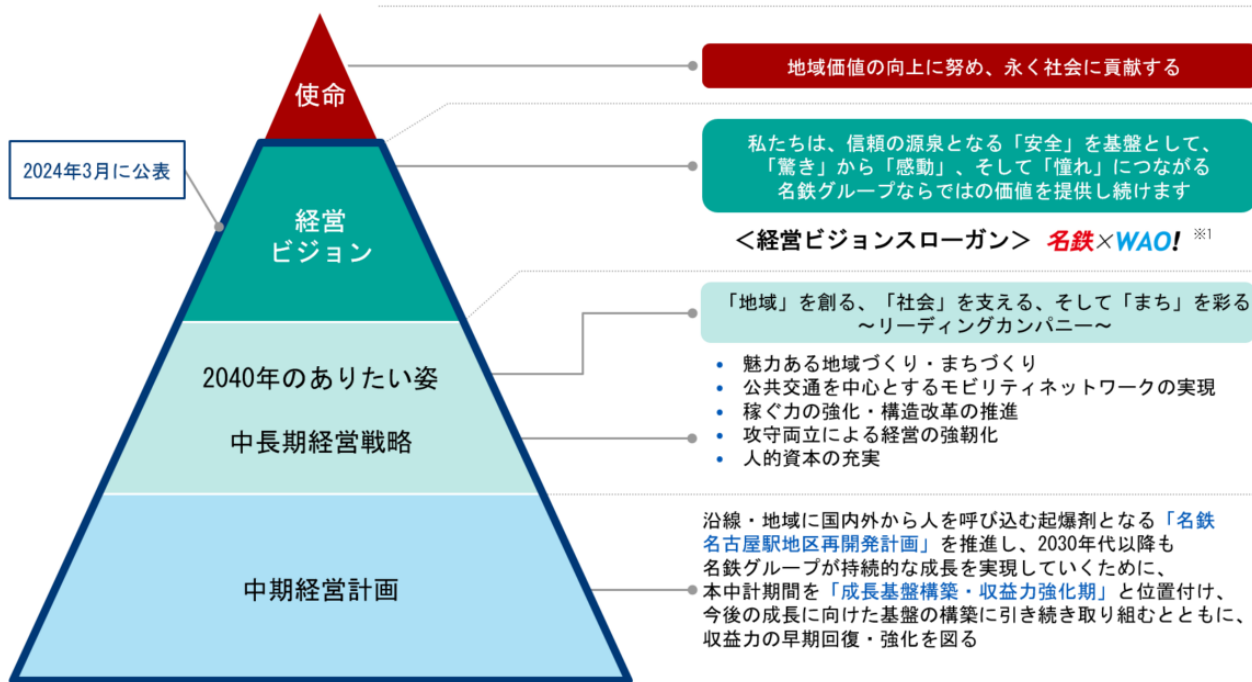 使命
地域価値の向上に努め、永く社会に貢献する
2024年3月に公表
経営
ビジョン
私たちは、信頼の源泉となる「安全」を基盤として、
「驚き」から「感動」、そして「憧れ」につながる
名鉄グループならではの価値を提供し続けます
＜経営ビジョンスローガン＞ 名鉄×WAO! ※1
2040年のありたい姿
「地域」を創る、「社会」を支える、そして「まち」を彩る
～リーディングカンパニー～
中長期経営戦略
• 魅力ある地域づくり・まちづくり
• 公共交通を中心とするモビリティネットワークの実現
• 稼ぐ力の強化・構造改革の推進
• 攻守両立による経営の強靭化
• 人的資本の充実
中期経営計画
沿線・地域に国内外から人を呼び込む起爆剤となる「名鉄
名古屋駅地区再開発計画」を推進し、2030年代以降も
名鉄グループが持続的な成長を実現していくために、
本中計期間を「成長基盤構築・収益力強化期」と位置付け、
今後の成長に向けた基盤の構築に引き続き取り組むとともに、
収益力の早期回復・強化を図る